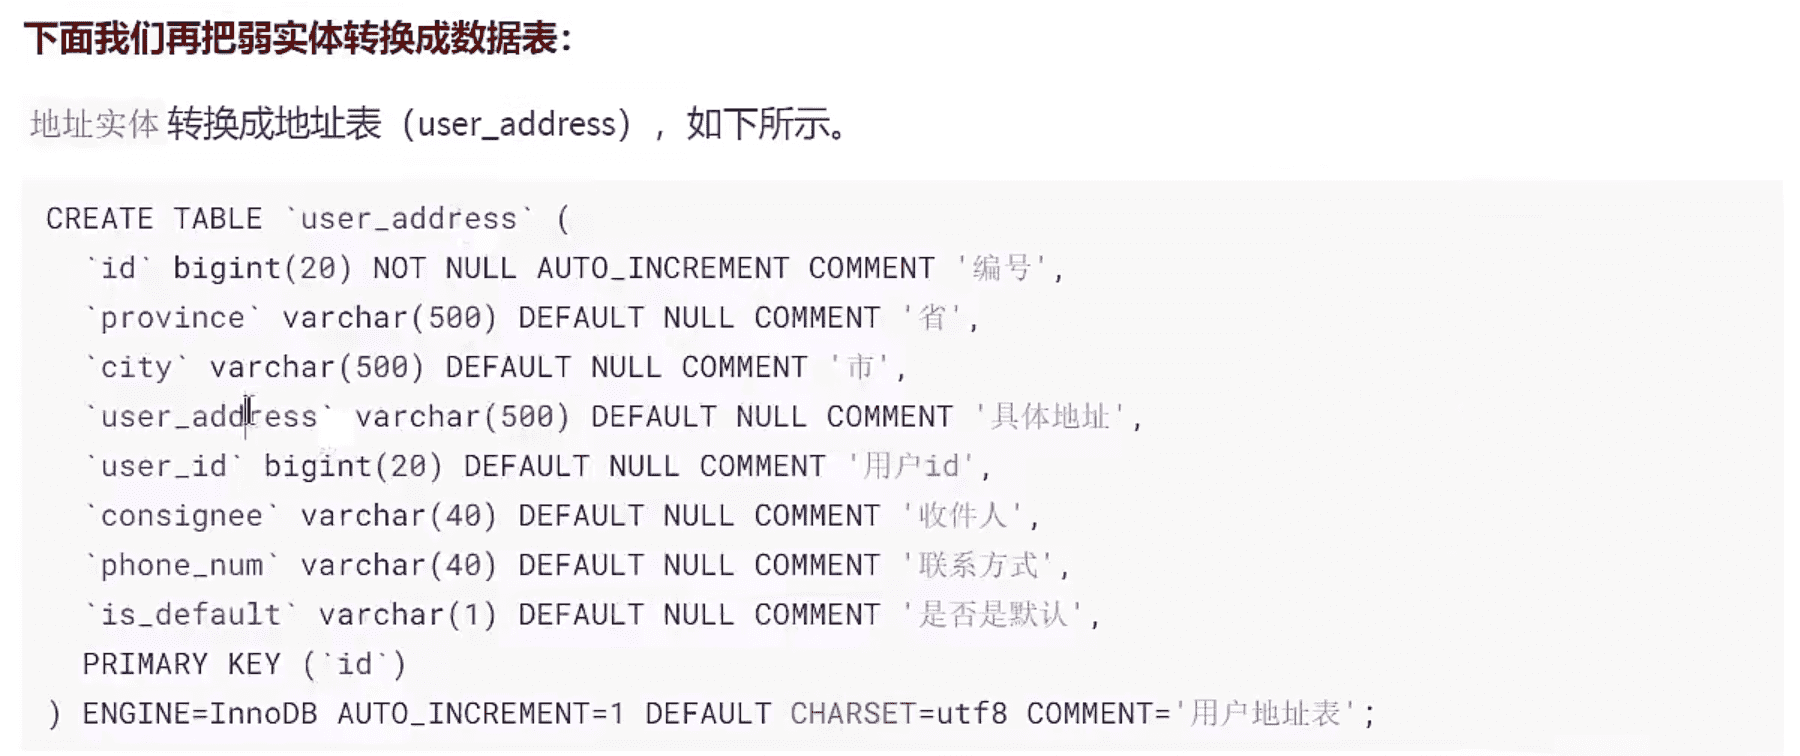 下面我们再把弱实体转换成数据表：
地址实体 转换成地址表（user_address），如下所示。
CREATE TABLE `user_address` (
  `id` bigint(20) NOT NULL AUTO_INCREMENT COMMENT '编号',
  `province` varchar(500) DEFAULT NULL COMMENT '省',
  `city` varchar(500) DEFAULT NULL COMMENT '市',
  `user_address` varchar(500) DEFAULT NULL COMMENT '具体地址',
  `user_id` bigint(20) DEFAULT NULL COMMENT '用户id',
  `consignee` varchar(40) DEFAULT NULL COMMENT '收件人',
  `phone_num` varchar(40) DEFAULT NULL COMMENT '联系方式',
  `is_default` varchar(1) DEFAULT NULL COMMENT '是否是默认',
  PRIMARY KEY (`id`)
) ENGINE=InnoDB AUTO_INCREMENT=1 DEFAULT CHARSET=utf8 COMMENT='用户地址表';